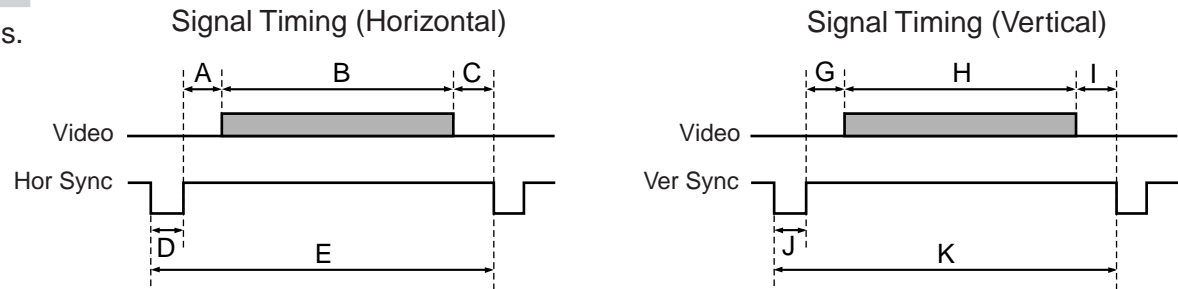 s.
Signal Timing (Horizontal)
A B C
Video
Hor Sync
D
E
Signal Timing (Vertical)
G H I
Video
Ver Sync
J
K